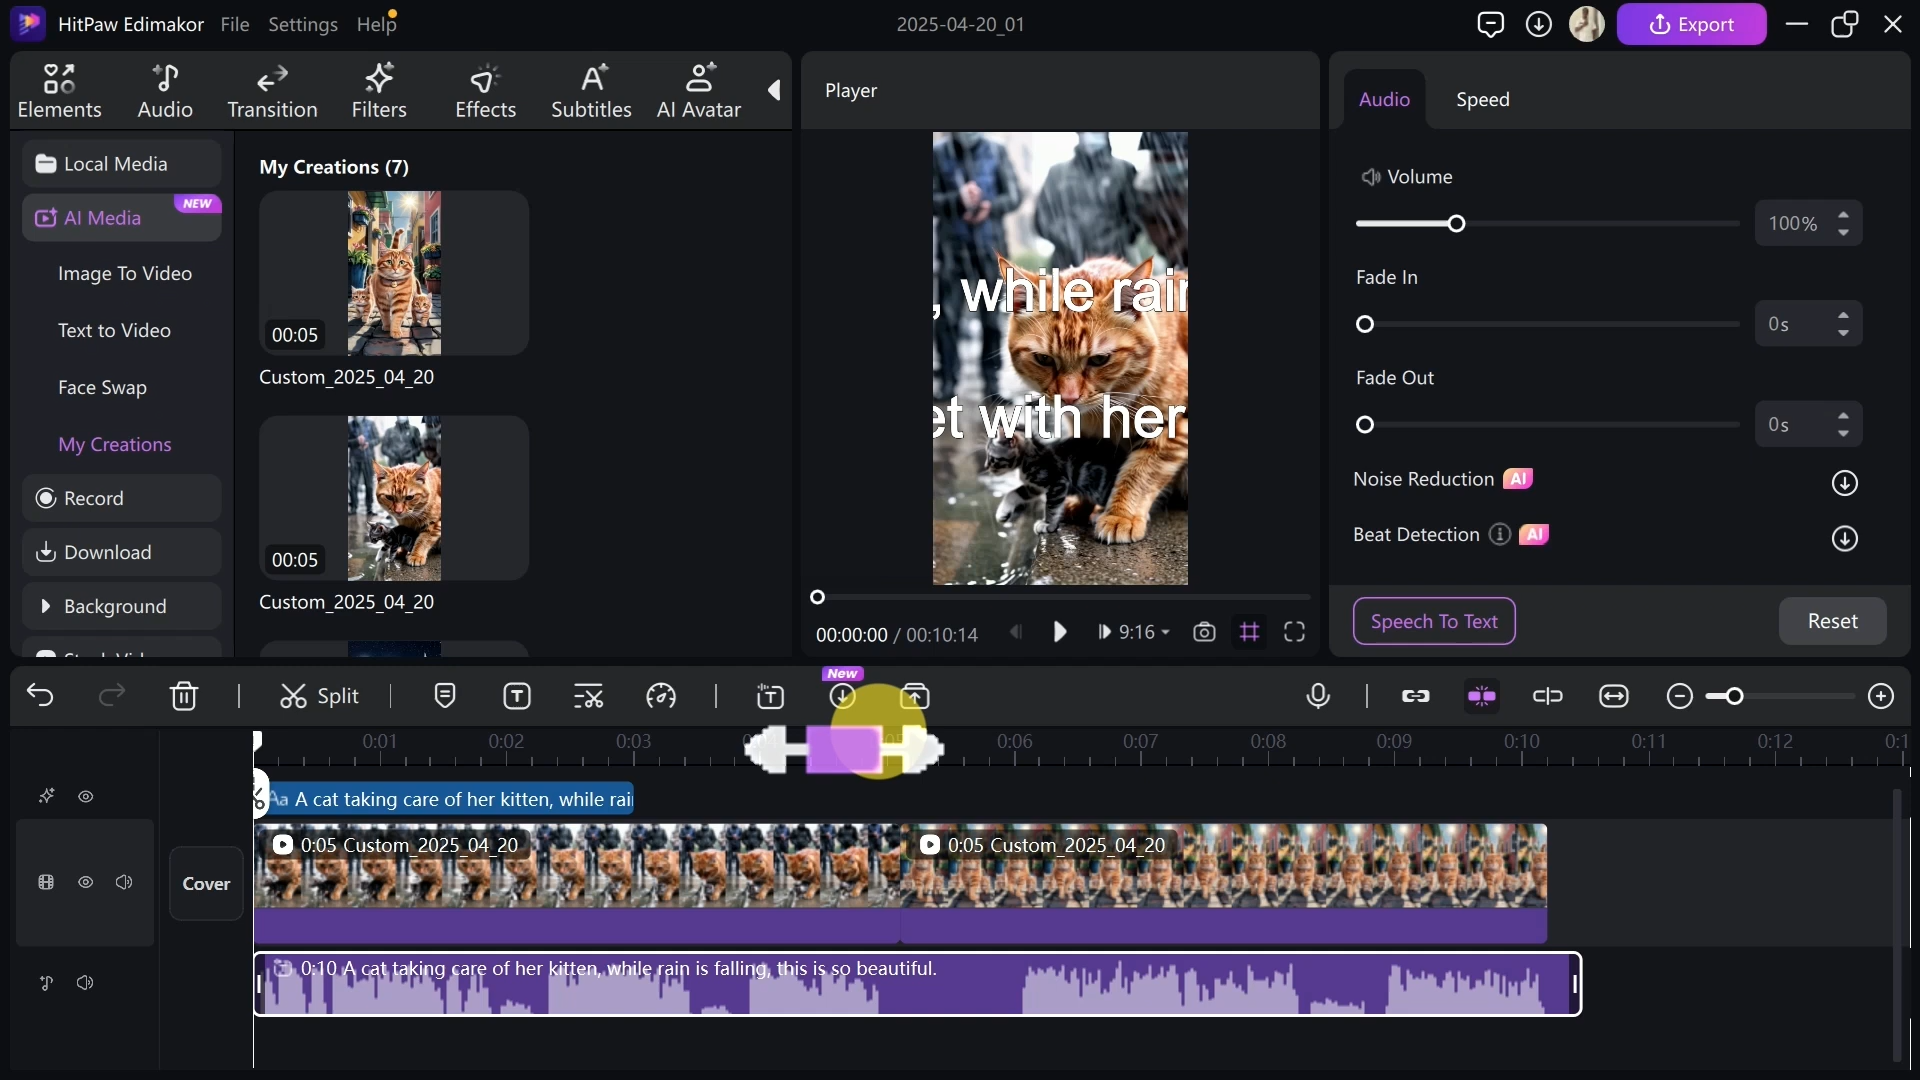 HitPaw Edimakor File Settings Help
2025-04-20_01
Export
Elements Audio Transition Filters Effects Subtitles AI Avatar
Local Media
AI Media
NEW
Image To Video
Text to Video
Face Swap
My Creations
Record
Download
Background
My Creations (7)
00:05
Custom_2025_04_20
00:05
Custom_2025_04_20
Player
, while rain
et with her
00:00:00 / 00:10:14
9:16
Audio Speed
Volume
100%
Fade In
0s
Fade Out
0s
Noise Reduction AI
Beat Detection AI
Speech To Text Reset
Split
New
0:01 0:02 0:03 0:06 0:07 0:08 0:09 0:10 0:11 0:12
Aa A cat taking care of her kitten, while rai
0:05 Custom_2025_04_20
0:05 Custom_2025_04_20
Cover
0:10 A cat taking care of her kitten, while rain is falling, this is so beautiful.